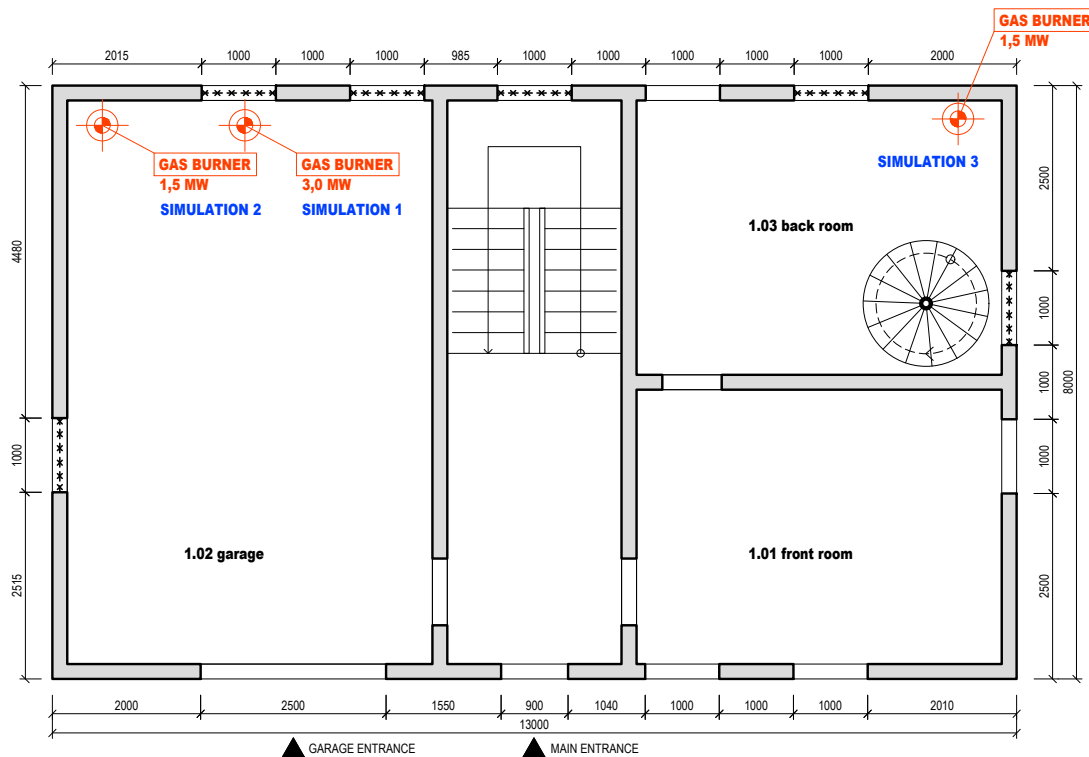 GAS BURNER
1,5 MW
2015 1000 1000 1000 985 1000 1000 1000 1000 1000 2000
GAS BURNER
1,5 MW
SIMULATION 2
GAS BURNER
3,0 MW
SIMULATION 1
SIMULATION 3
1.03 back room
4480
1000
2515
2500
1000
1000
1000
2500
8000
1.02 garage
1.01 front room
2000 2500 1550 900 1040 1000 1000 1000 2010
13000
GARAGE ENTRANCE
MAIN ENTRANCE